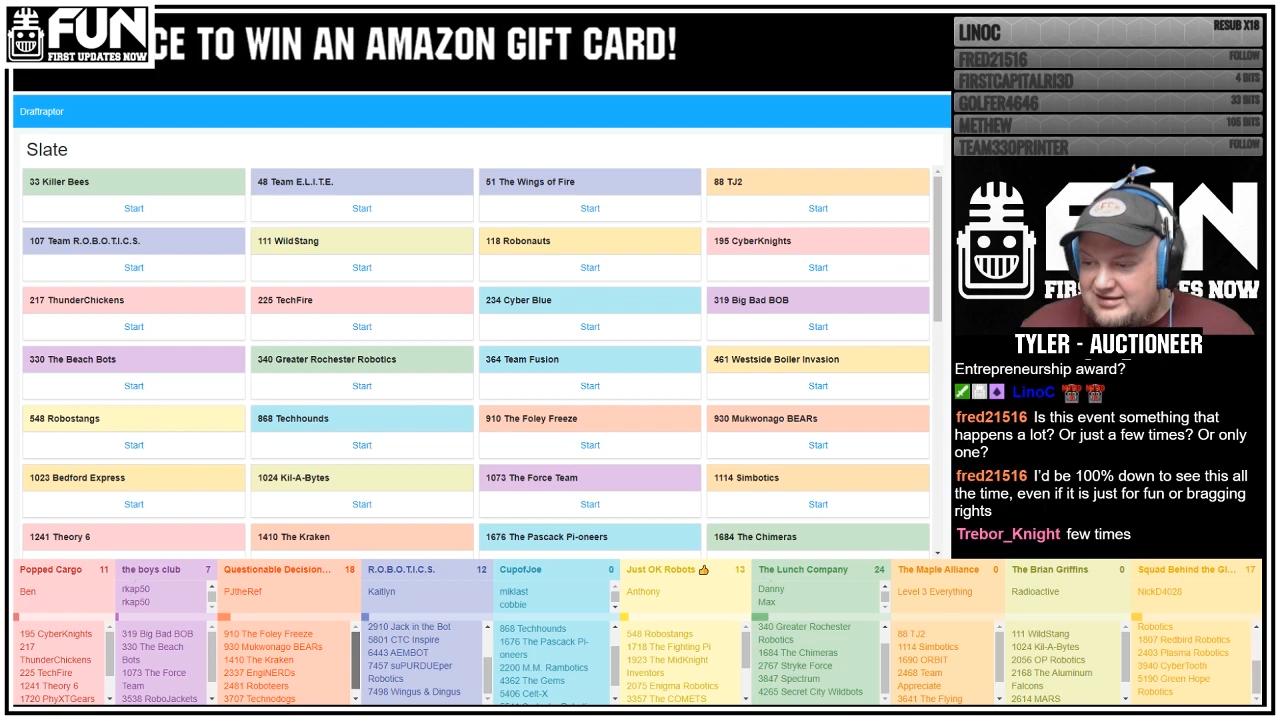 FUN
FIRST UPDATES NOW
CE TO WIN AN AMAZON GIFT CARD!
LINOC RESUB X18
FRED21516 FOLLOW
FIRSTCAPITALRI3D 4 BITS
GOLFER4646 33 BITS
METHEW 105 BITS
TEAM330PRINTER FOLLOW
Draftraptor
Slate
33 Killer Bees
48 Team E.L.I.T.E.
51 The Wings of Fire
88 TJ2
Start
Start
Start
Start
107 Team R.O.B.O.T.I.C.S.
111 WildStang
118 Robonauts
195 CyberKnights
Start
Start
Start
Start
217 ThunderChickens
225 TechFire
234 Cyber Blue
319 Big Bad BOB
Start
Start
Start
Start
330 The Beach Bots
340 Greater Rochester Robotics
364 Team Fusion
461 Westside Boiler Invasion
Start
Start
Start
Start
548 Robostangs
868 Techhounds
910 The Foley Freeze
930 Mukwonago BEARs
Start
Start
Start
Start
1023 Bedford Express
1024 Kil-A-Bytes
1073 The Force Team
1114 Simbotics
Start
Start
Start
Start
1241 Theory 6
1410 The Kraken
1676 The Pascack Pi-oneers
1684 The Chimeras
FUN
FIRST UPDATES NOW
TYLER - AUCTIONEER
Entrepreneurship award?
LinoC
fred21516 Is this event something that
happens a lot? Or just a few times? Or only
one?
fred21516 I'd be 100% down to see this all
the time, even if it is just for fun or bragging
rights
Trebor_Knight few times
Popped Cargo 11
Ben
195 CyberKnights
217
ThunderChickens
225 TechFire
1241 Theory 6
1720 PhyXTGears
the boys club 7
rkap50
rkap50
319 Big Bad BOB
330 The Beach
Bots
1073 The Force
Team
3538 RoboJackets
Questionable Decision... 18
PJtheRef
910 The Foley Freeze
930 Mukwonago BEARs
1410 The Kraken
2337 EngiNERDs
2481 Roboteers
3707 Technodogs
R.O.B.O.T.I.C.S. 12
Kaitlyn
2910 Jack in the Bot
5801 CTC Inspire
6443 AEMBOT
7457 suPURDUEper
Robotics
7498 Wingus & Dingus
CupofJoe 0
miklast
cobbie
868 Techhounds
1676 The Pascack Pi-
oneers
2200 M.M. Rambotics
4362 The Gems
5406 Celt-X
Just OK Robots 👍 13
Anthony
548 Robostangs
1718 The Fighting Pi
1923 The MidKnight
Inventors
2075 Enigma Robotics
3357 The COMETS
The Lunch Company 24
Danny
Max
340 Greater Rochester
Robotics
1684 The Chimeras
2767 Stryke Force
3847 Spectrum
4265 Secret City Wildbots
The Maple Alliance 0
Level 3 Everything
88 TJ2
1114 Simbotics
1690 ORBIT
2468 Team
Appreciate
3641 The Flying
The Brian Griffins 0
Radioactive
111 WildStang
1024 Kil-A-Bytes
2056 OP Robotics
2168 The Aluminum
Falcons
2614 MARS
Squad Behind the Gl... 17
NickD4028
Robotics
1807 Redbird Robotics
2403 Plasma Robotics
3940 CyberTooth
5190 Green Hope
Robotics